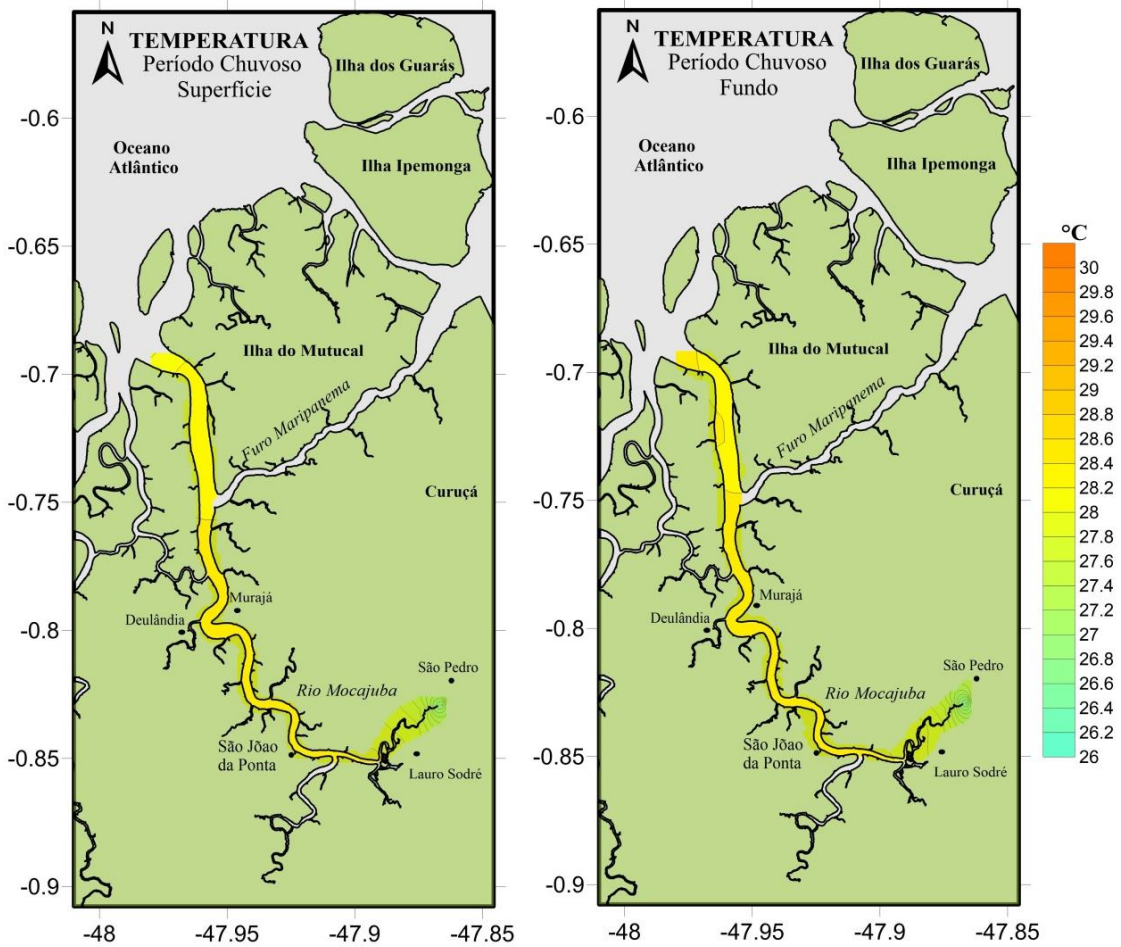 N
TEMPERATURA
Período Chuvoso
Superfície
Ilha dos Guarás
Oceano
Atlântico
Ilha Ipemonga
Ilha do Mutucal
Furo Maripanema
Curuçá
Murajá
Deulândia
São Pedro
Rio Mocajuba
São Jõao
da Ponta
Lauro Sodré
-0.6
-0.65
-0.7
-0.75
-0.8
-0.85
-0.9
-48
-47.95
-47.9
-47.85
N
TEMPERATURA
Período Chuvoso
Fundo
Ilha dos Guarás
Oceano
Atlântico
Ilha Ipemonga
Ilha do Mutucal
Furo Maripanema
Curuçá
Murajá
Deulândia
São Pedro
Rio Mocajuba
São Jõao
da Ponta
Lauro Sodré
-0.6
-0.65
-0.7
-0.75
-0.8
-0.85
-0.9
-48
-47.95
-47.9
-47.85
°C
30
29.8
29.6
29.4
29.2
29
28.8
28.6
28.4
28.2
28
27.8
27.6
27.4
27.2
27
26.8
26.6
26.4
26.2
26